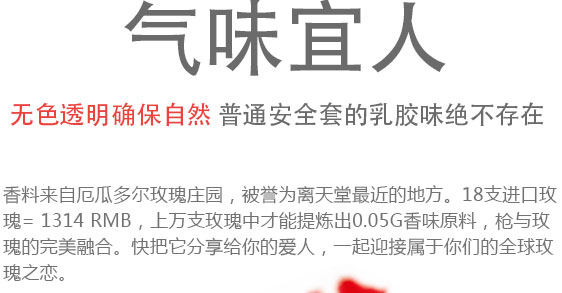 气味宜人
无色透明确保自然 普通安全套的乳胶味绝不存在
香料来自厄瓜多尔玫瑰庄园，被誉为离天堂最近的地方。18支进口玫
瑰= 1314 RMB，上万支玫瑰中才能提炼出0.05G香味原料，枪与玫
瑰的完美融合。快把它分享给你的爱人，一起迎接属于你们的全球玫
瑰之恋。